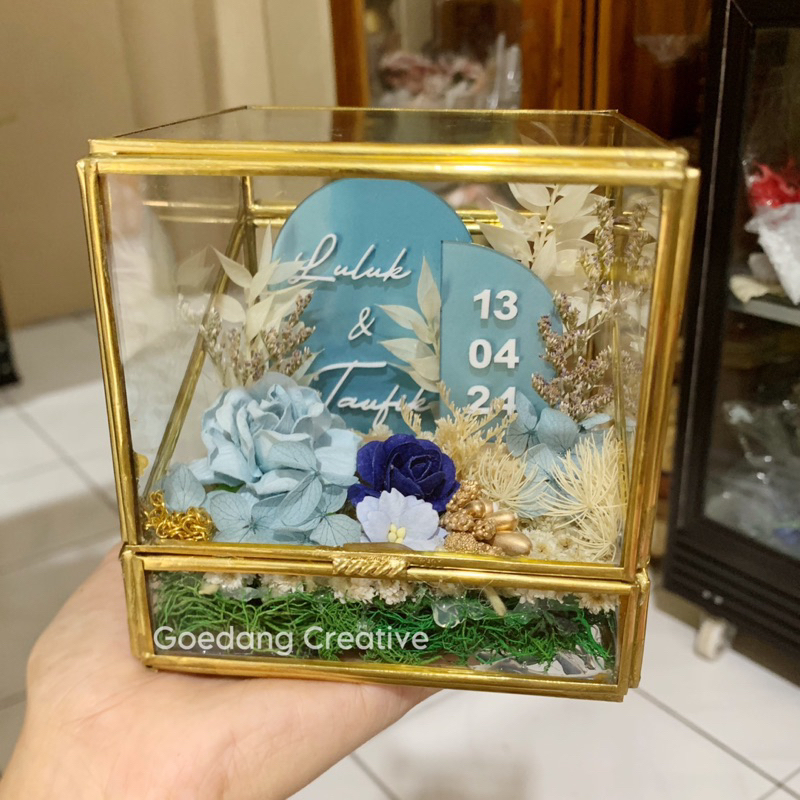 Luluk
&
Taufik
13
04
24
Goedang Creative